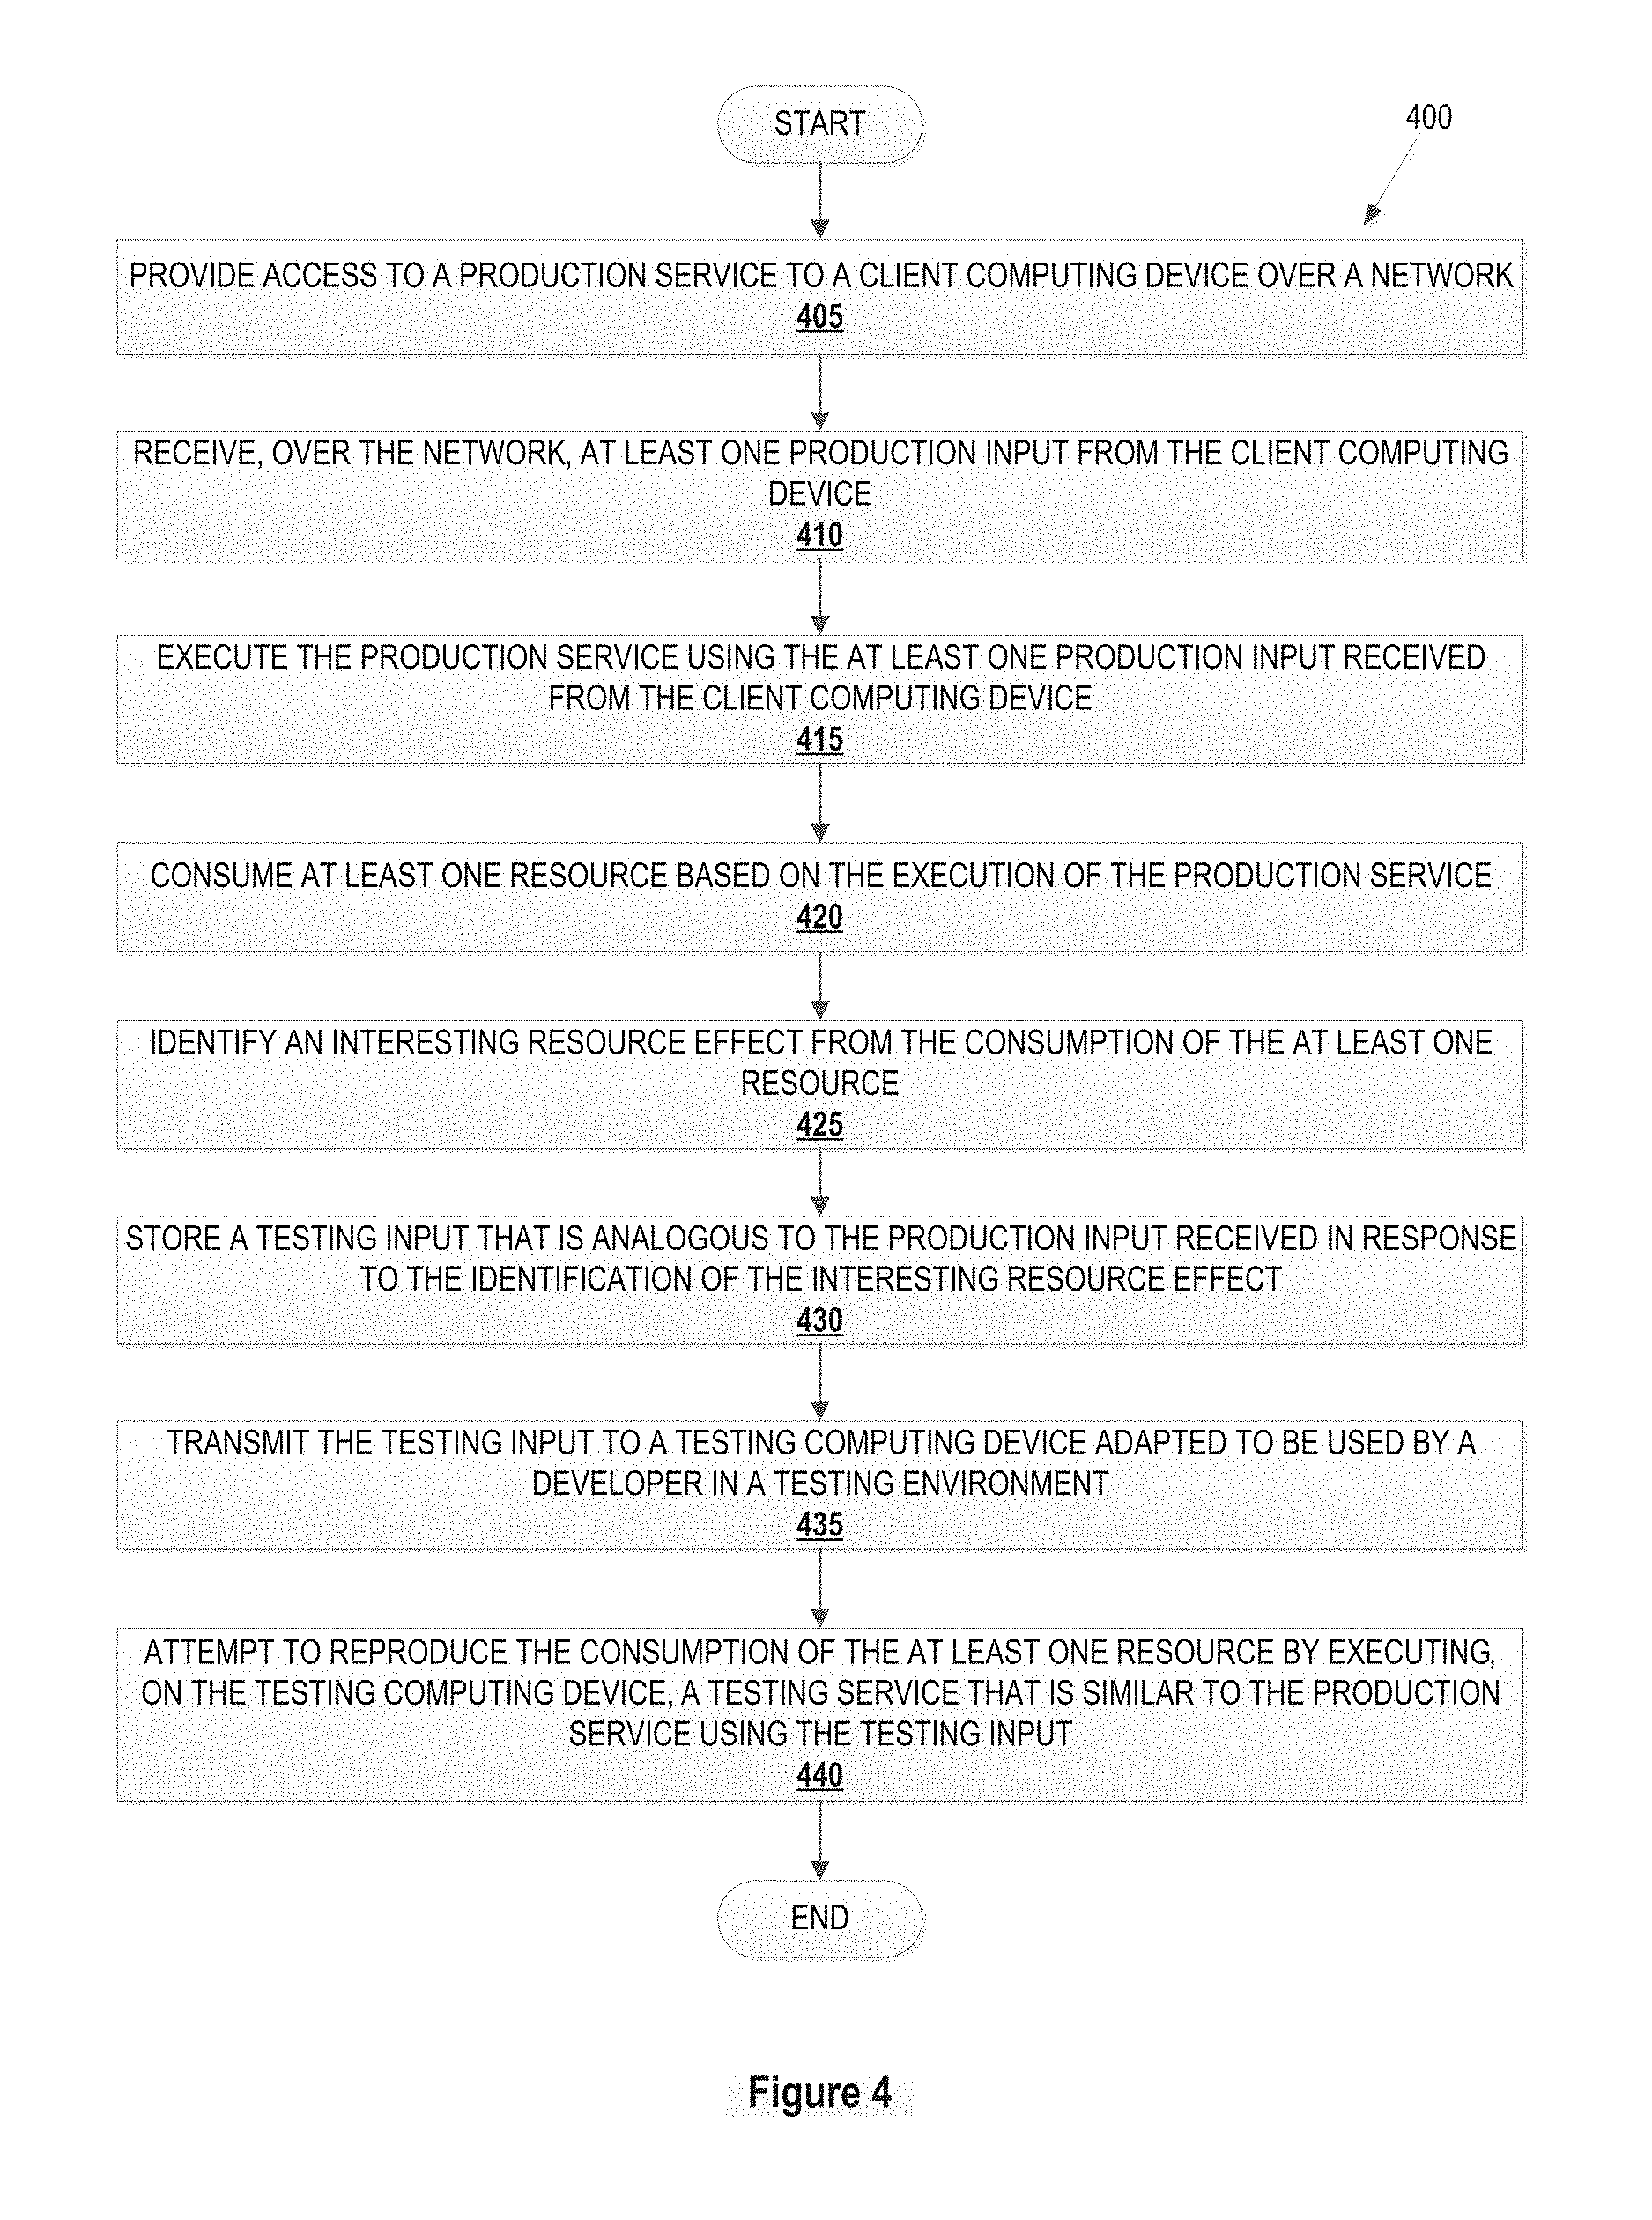 START
400
PROVIDE ACCESS TO A PRODUCTION SERVICE TO A CLIENT COMPUTING DEVICE OVER A NETWORK
405
RECEIVE, OVER THE NETWORK, AT LEAST ONE PRODUCTION INPUT FROM THE CLIENT COMPUTING
DEVICE
410
EXECUTE THE PRODUCTION SERVICE USING THE AT LEAST ONE PRODUCTION INPUT RECEIVED
FROM THE CLIENT COMPUTING DEVICE
415
CONSUME AT LEAST ONE RESOURCE BASED ON THE EXECUTION OF THE PRODUCTION SERVICE
420
IDENTIFY AN INTERESTING RESOURCE EFFECT FROM THE CONSUMPTION OF THE AT LEAST ONE
RESOURCE
425
STORE A TESTING INPUT THAT IS ANALOGOUS TO THE PRODUCTION INPUT RECEIVED IN RESPONSE
TO THE IDENTIFICATION OF THE INTERESTING RESOURCE EFFECT
430
TRANSMIT THE TESTING INPUT TO A TESTING COMPUTING DEVICE ADAPTED TO BE USED BY A
DEVELOPER IN A TESTING ENVIRONMENT
435
ATTEMPT TO REPRODUCE THE CONSUMPTION OF THE AT LEAST ONE RESOURCE BY EXECUTING,
ON THE TESTING COMPUTING DEVICE, A TESTING SERVICE THAT IS SIMILAR TO THE PRODUCTION
SERVICE USING THE TESTING INPUT
440
END
Figure 4